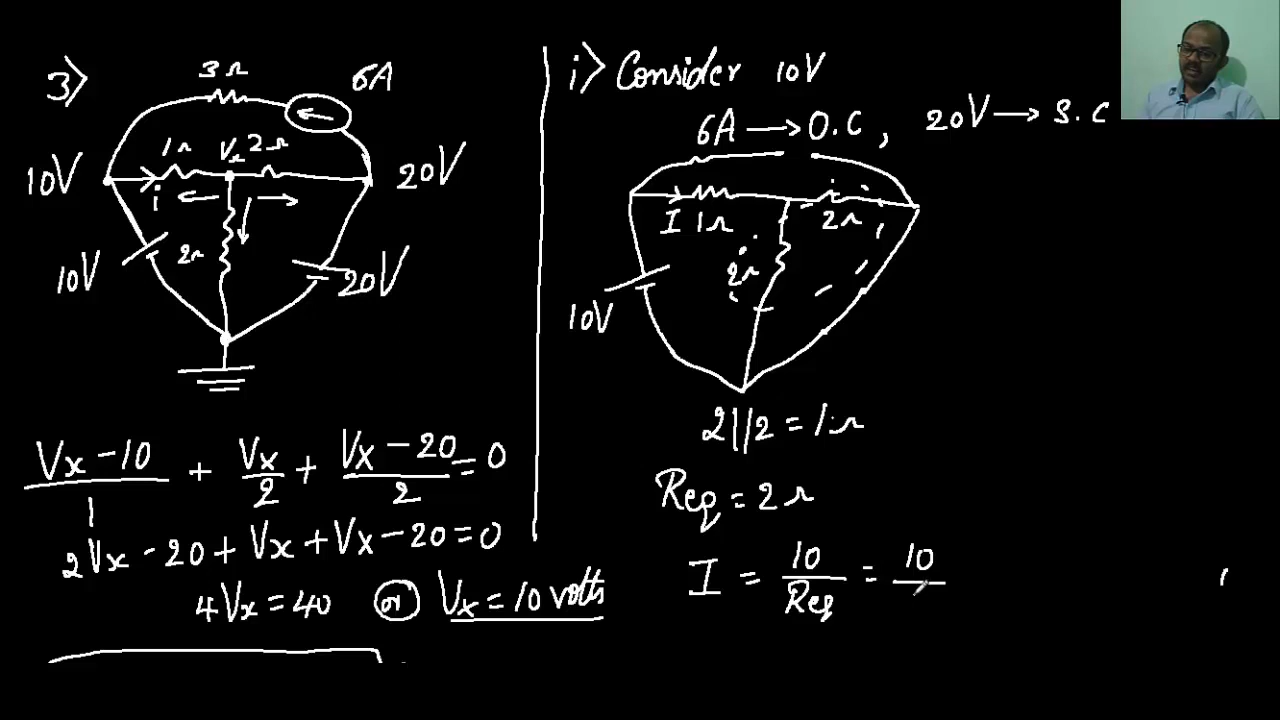 3)
3Ω 6A
1Ω Vx 2Ω
10V 20V
i
2Ω
10V 20V
Vx - 10 / 1 + Vx / 2 + Vx - 20 / 2 = 0
2Vx - 20 + Vx + Vx - 20 = 0
4Vx = 40 or Vx = 10 volts
i) Consider 10V
6A → O.C, 20V → S.C
I 1Ω 2Ω
2Ω
10V
2||2 = 1Ω
Req = 2Ω
I = 10 / Req = 10